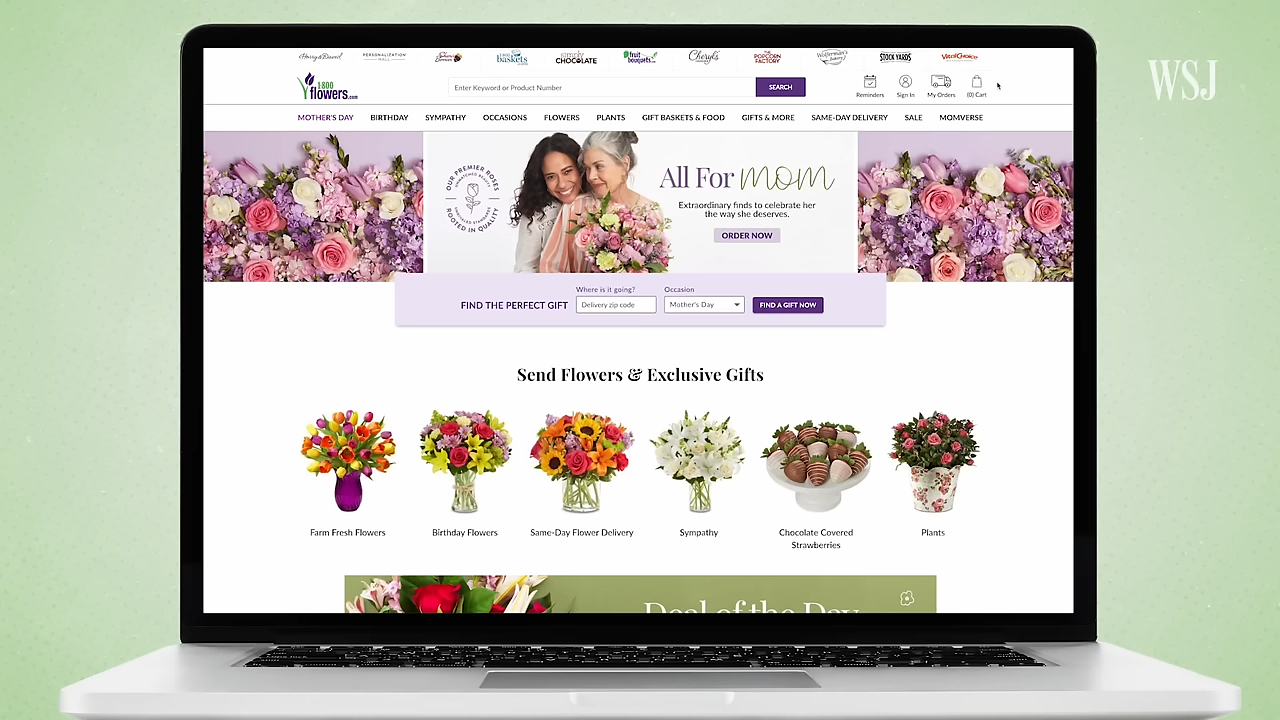 Harry & David
PERSONALIZATION MALL
Shari's Berries
1-800 baskets.com
simply CHOCOLATE
fruit bouquets.com
Cheryl's
THE POPCORN FACTORY
Wolferman's Bakery
STOCK YARDS
VitalChoice
WSJ
1-800 flowers.com
Enter Keyword or Product Number
SEARCH
Reminders
Sign In
My Orders
(0) Cart
MOTHER'S DAY BIRTHDAY SYMPATHY OCCASIONS FLOWERS PLANTS GIFT BASKETS & FOOD GIFTS & MORE SAME-DAY DELIVERY SALE MOMVERSE
OUR PREMIER ROSES
ROOTED IN QUALITY
All For MOM
Extraordinary finds to celebrate her
the way she deserves.
ORDER NOW
FIND THE PERFECT GIFT
Where is it going?
Delivery zip code
Occasion
Mother's Day
FIND A GIFT NOW
Send Flowers & Exclusive Gifts
Farm Fresh Flowers
Birthday Flowers
Same-Day Flower Delivery
Sympathy
Chocolate Covered
Strawberries
Plants
Deal of the Day